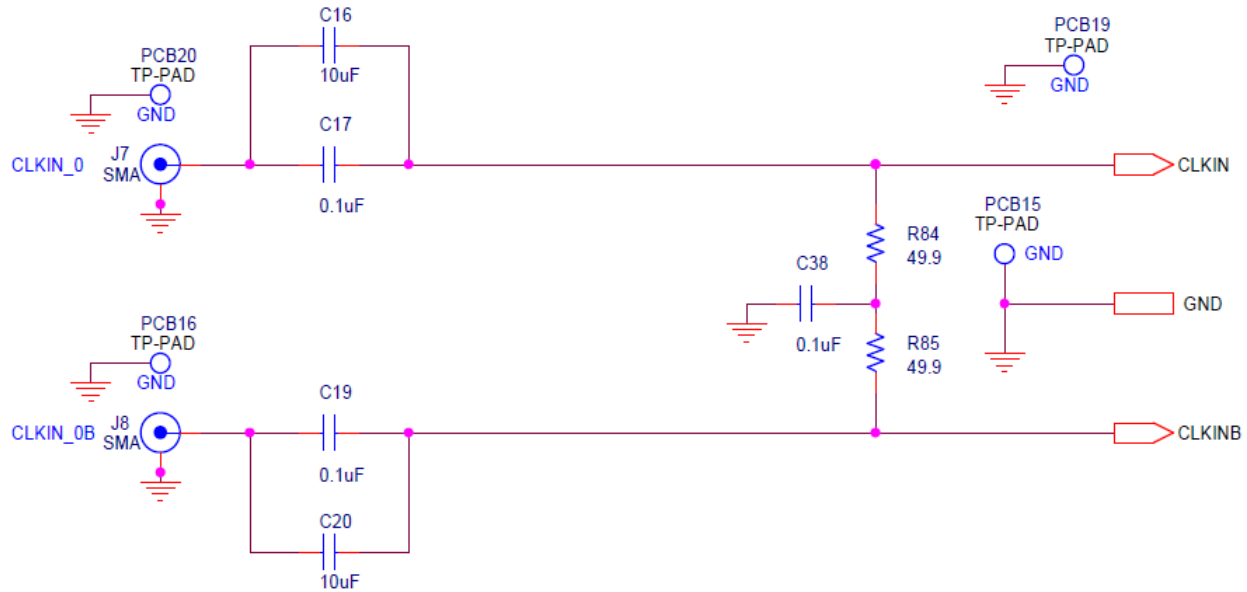 C16
10uF
PCB20
TP-PAD
GND
PCB19
TP-PAD
GND
C17
0.1uF
CLKIN_0
J7
SMA
CLKIN
R84
49.9
PCB15
TP-PAD
GND
C38
0.1uF
GND
R85
49.9
PCB16
TP-PAD
GND
C19
0.1uF
CLKIN_0B
J8
SMA
CLKINB
C20
10uF